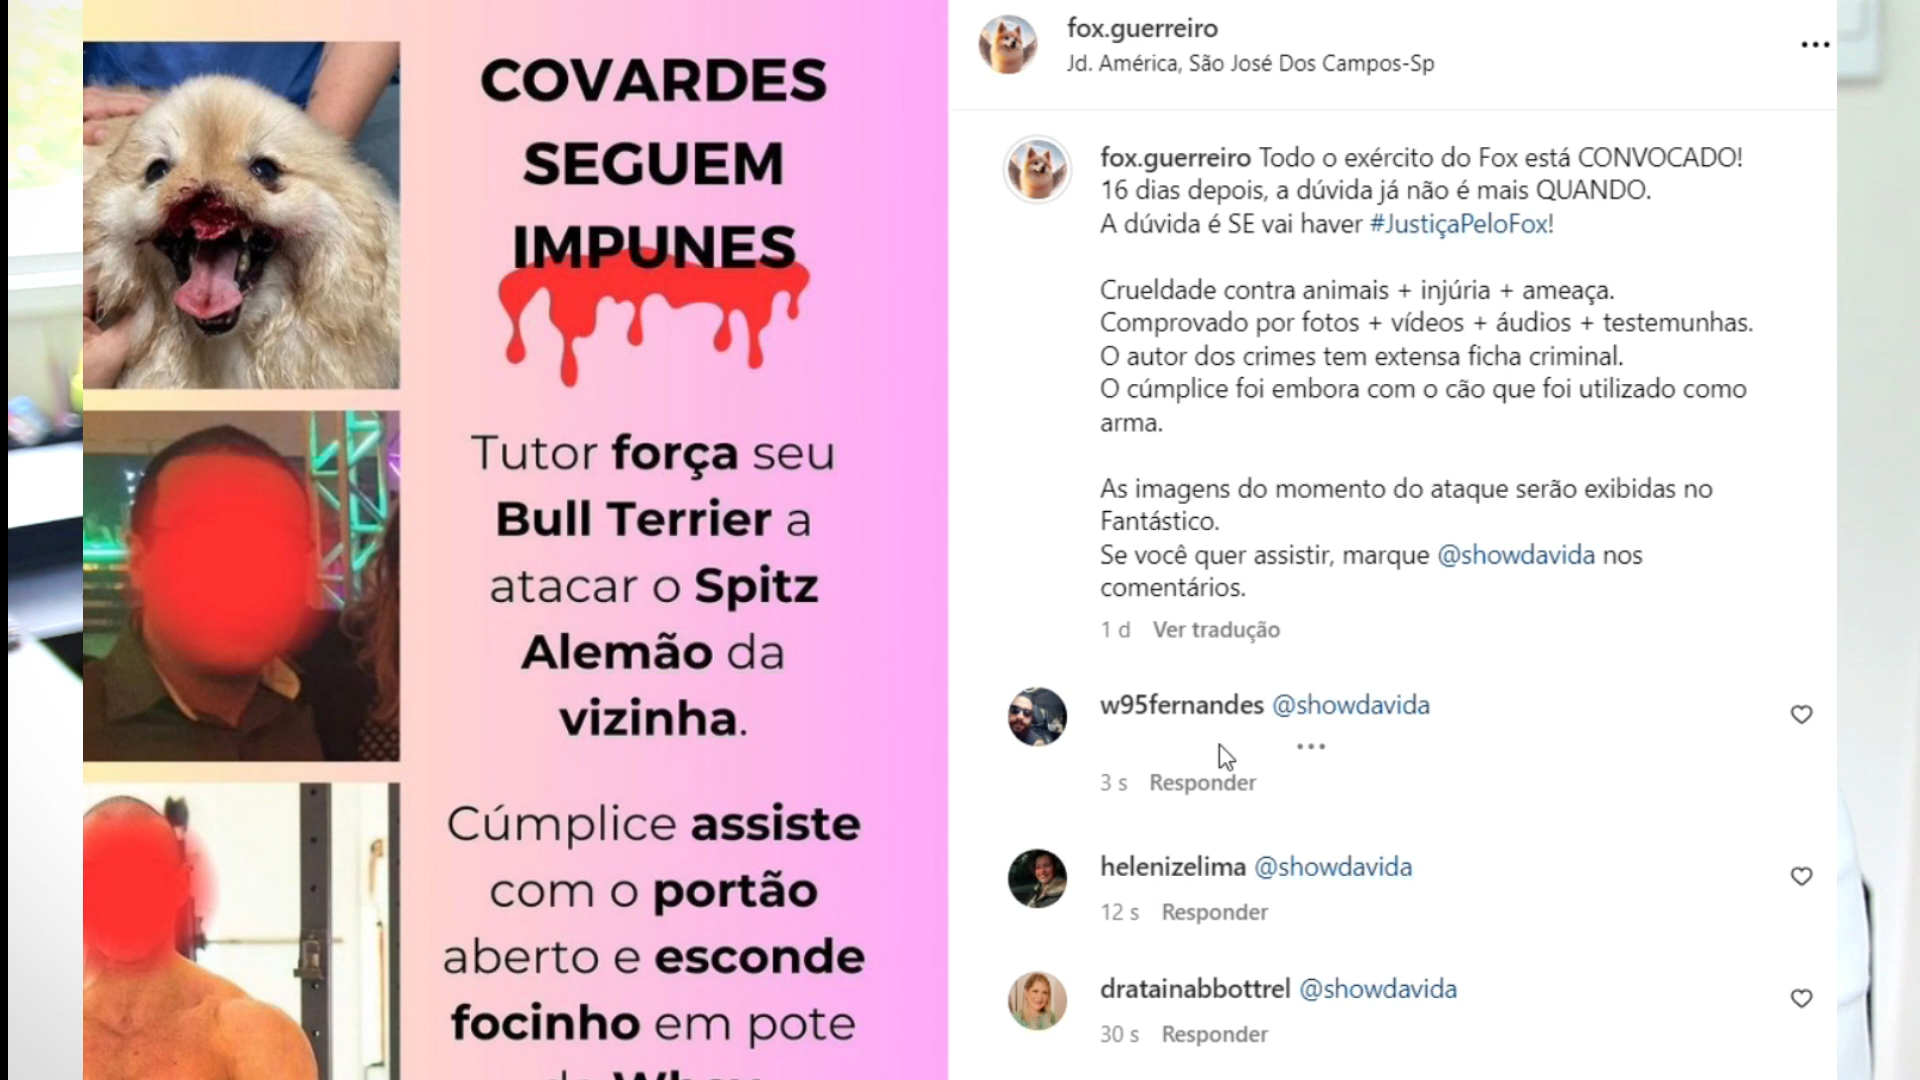 COVARDES
SEGUEM
IMPUNES
Tutor força seu
Bull Terrier a
atacar o Spitz
Alemão da
vizinha.
Cúmplice assiste
com o portão
aberto e esconde
focinho em pote
fox.guerreiro
Jd. América, São José Dos Campos-Sp
fox.guerreiro Todo o exército do Fox está CONVOCADO!
16 dias depois, a dúvida já não é mais QUANDO.
A dúvida é SE vai haver #JustiçaPeloFox!
Crueldade contra animais + injúria + ameaça.
Comprovado por fotos + vídeos + áudios + testemunhas.
O autor dos crimes tem extensa ficha criminal.
O cúmplice foi embora com o cão que foi utilizado como
arma.
As imagens do momento do ataque serão exibidas no
Fantástico.
Se você quer assistir, marque @showdavida nos
comentários.
1 d Ver tradução
w95fernandes @showdavida
3 s Responder
helenizelima @showdavida
12 s Responder
dratainabbottrel @showdavida
30 s Responder